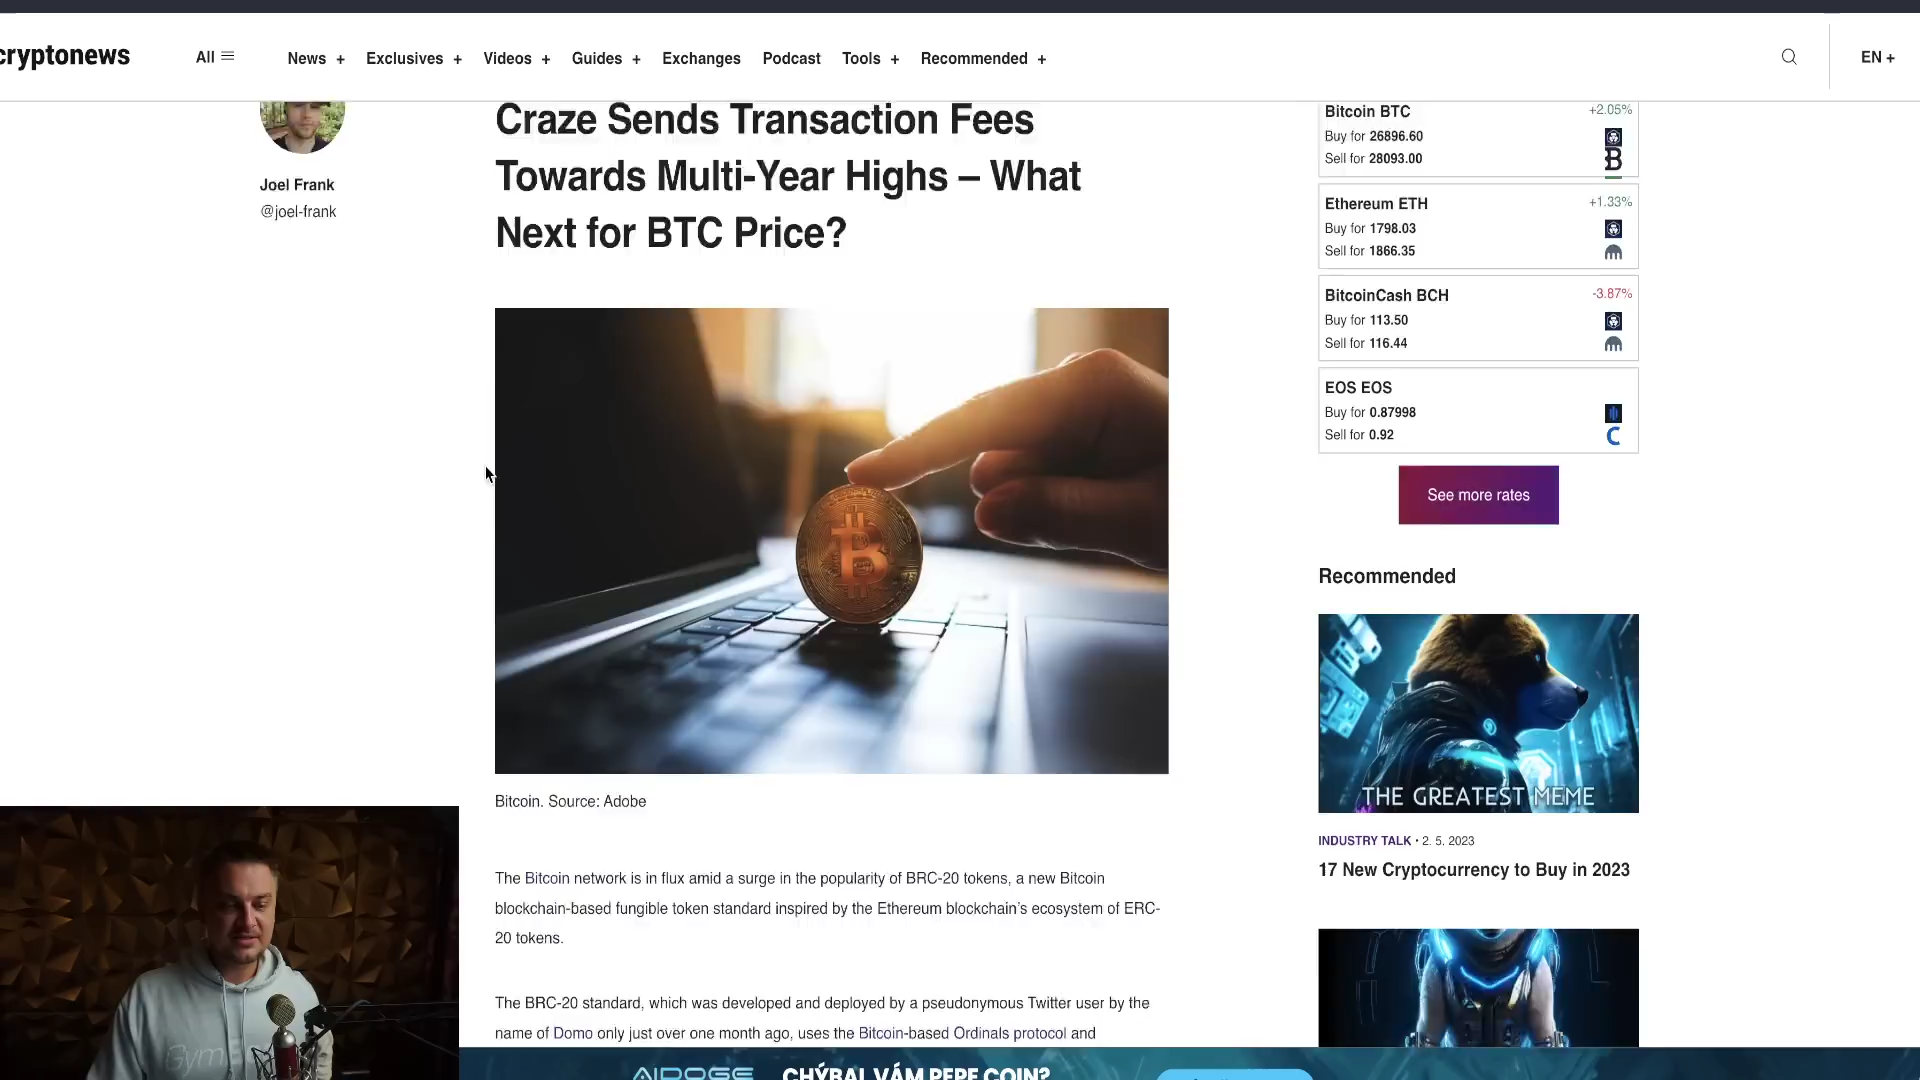 cryptonews
All
News +
Exclusives +
Videos +
Guides +
Exchanges
Podcast
Tools +
Recommended +
EN +
Joel Frank
@joel-frank
Craze Sends Transaction Fees
Towards Multi-Year Highs – What
Next for BTC Price?
Bitcoin. Source: Adobe
The Bitcoin network is in flux amid a surge in the popularity of BRC-20 tokens, a new Bitcoin
blockchain-based fungible token standard inspired by the Ethereum blockchain's ecosystem of ERC-
20 tokens.
The BRC-20 standard, which was developed and deployed by a pseudonymous Twitter user by the
name of Domo only just over one month ago, uses the Bitcoin-based Ordinals protocol and
Bitcoin BTC +2.05%
Buy for 26896.60
Sell for 28093.00
Ethereum ETH +1.33%
Buy for 1798.03
Sell for 1866.35
BitcoinCash BCH -3.87%
Buy for 113.50
Sell for 116.44
EOS EOS
Buy for 0.87998
Sell for 0.92
See more rates
Recommended
THE GREATEST MEME
INDUSTRY TALK • 2. 5. 2023
17 New Cryptocurrency to Buy in 2023
AIDOGE CHÝBAL VÁM PEPE COIN?